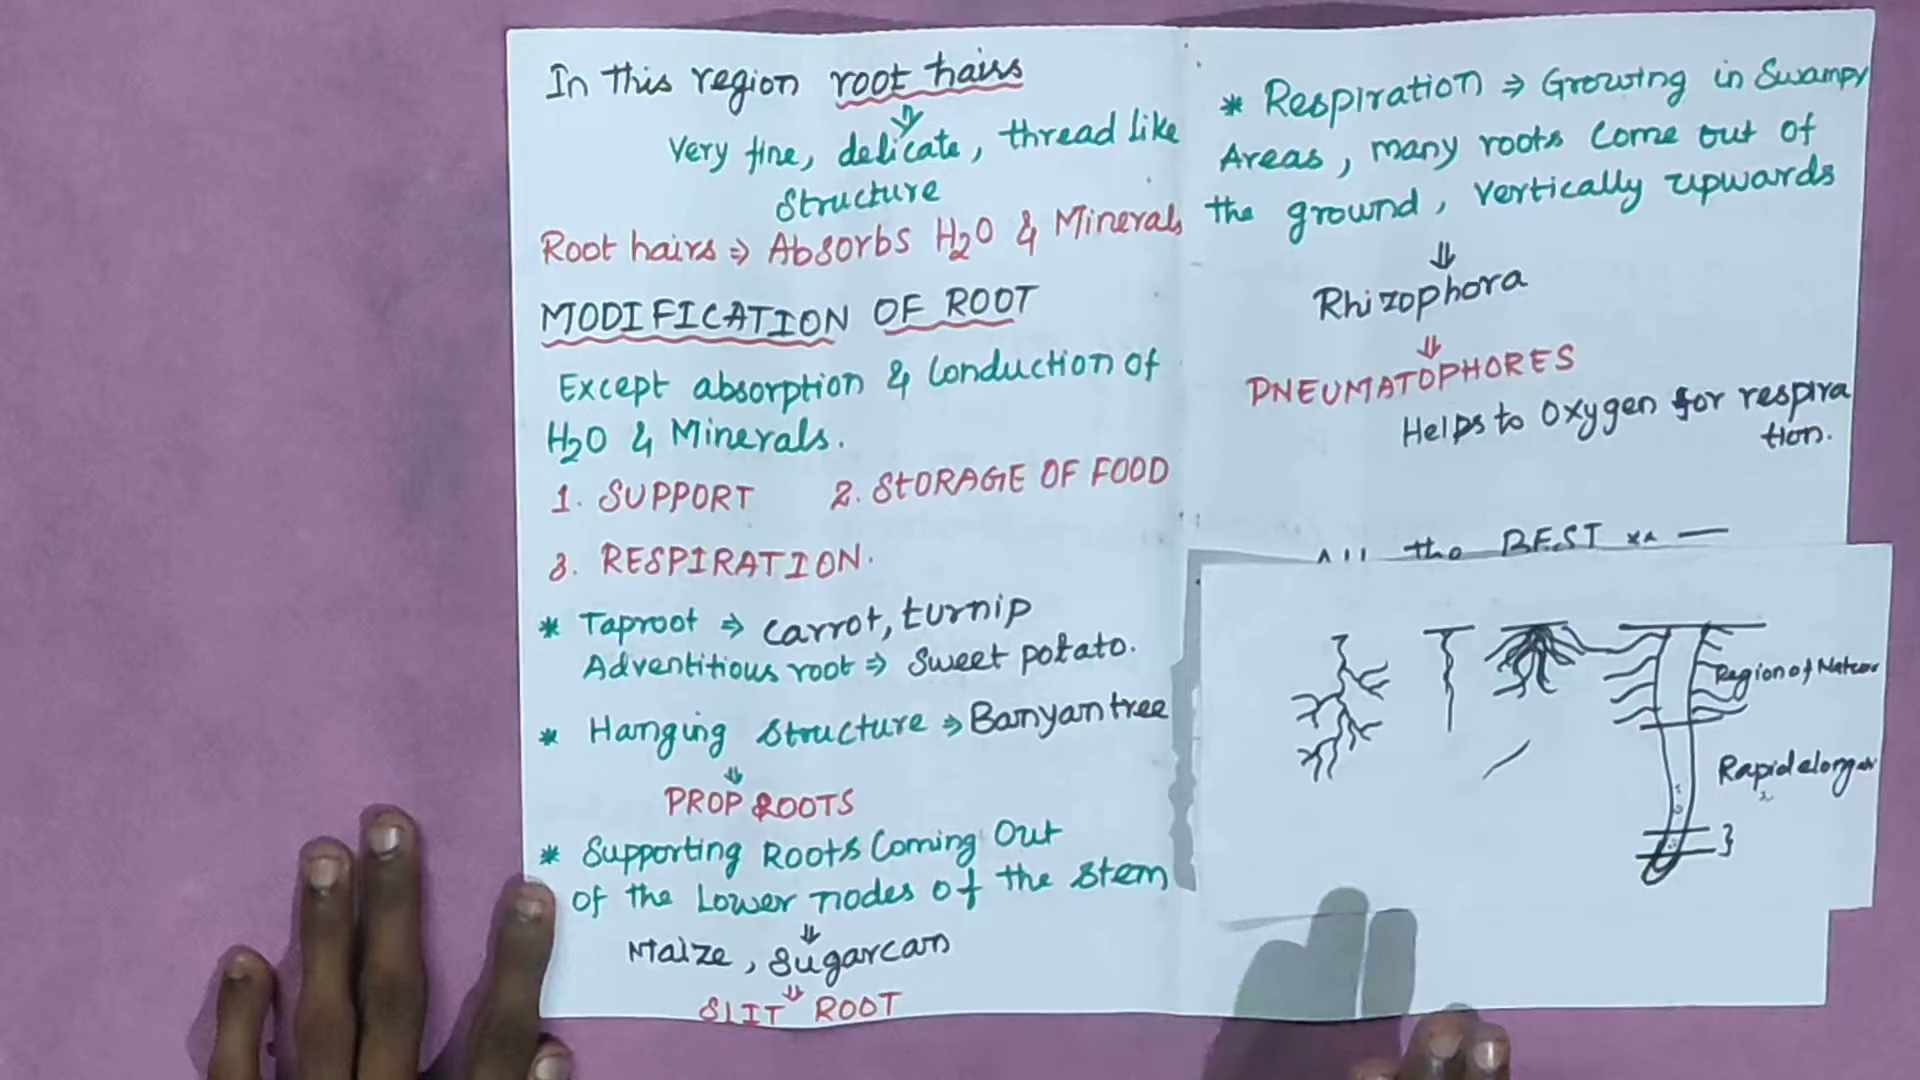 In this region root hairs
⇓
Very fine, delicate, thread like
Structure
Root hairs ⇒ Absorbs H2O & Minerals
MODIFICATION OF ROOT
Except absorption & Conduction of
H2O & Minerals.
1. SUPPORT 2. STORAGE OF FOOD
3. RESPIRATION.
* Taproot ⇒ carrot, turnip
Adventitious root ⇒ Sweet potato.
* Hanging Structure ⇒ Banyan tree
⇓
PROP ROOTS
* Supporting Roots Coming Out
of the Lower nodes of the Stem
⇓
Maize, Sugarcan
⇓
SLIT ROOT
* Respiration ⇒ Growing in Swampy
Areas, many roots Come out of
the ground, Vertically upwards
⇓
Rhizophora
⇓
PNEUMATOPHORES
Helps to Oxygen for respira
tion.
All the BEST
Region of
Rapid